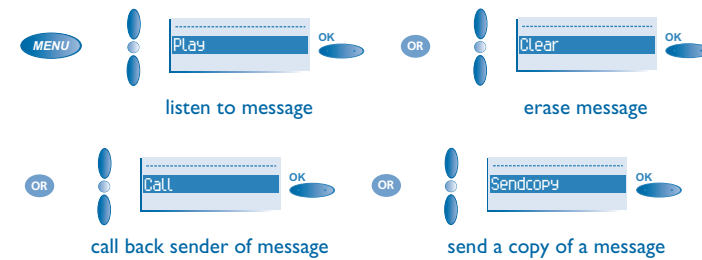 MENU
Play
OK
OR
Clear
OK
listen to message
erase message
OR
Call
OK
OR
Sendcopy
OK
call back sender of message
send a copy of a message